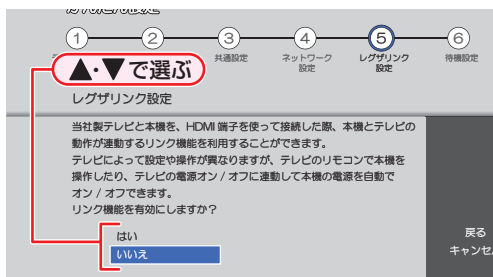 ① ② ③ ④ ⑤ ⑥
共通設定
ネットワーク
設定
レグザリンク
設定
待機設定
▲・▼で選ぶ
レグザリンク設定
当社製テレビと本機を、HDMI 端子を使って接続した際、本機とテレビの
動作が連動するリンク機能を利用することができます。
テレビによって設定や操作が異なりますが、テレビのリモコンで本機を
操作したり、テレビの電源オン / オフに連動して本機の電源を自動で
オン / オフできます。
リンク機能を有効にしますか？
はい
いいえ
戻る
キャンセ